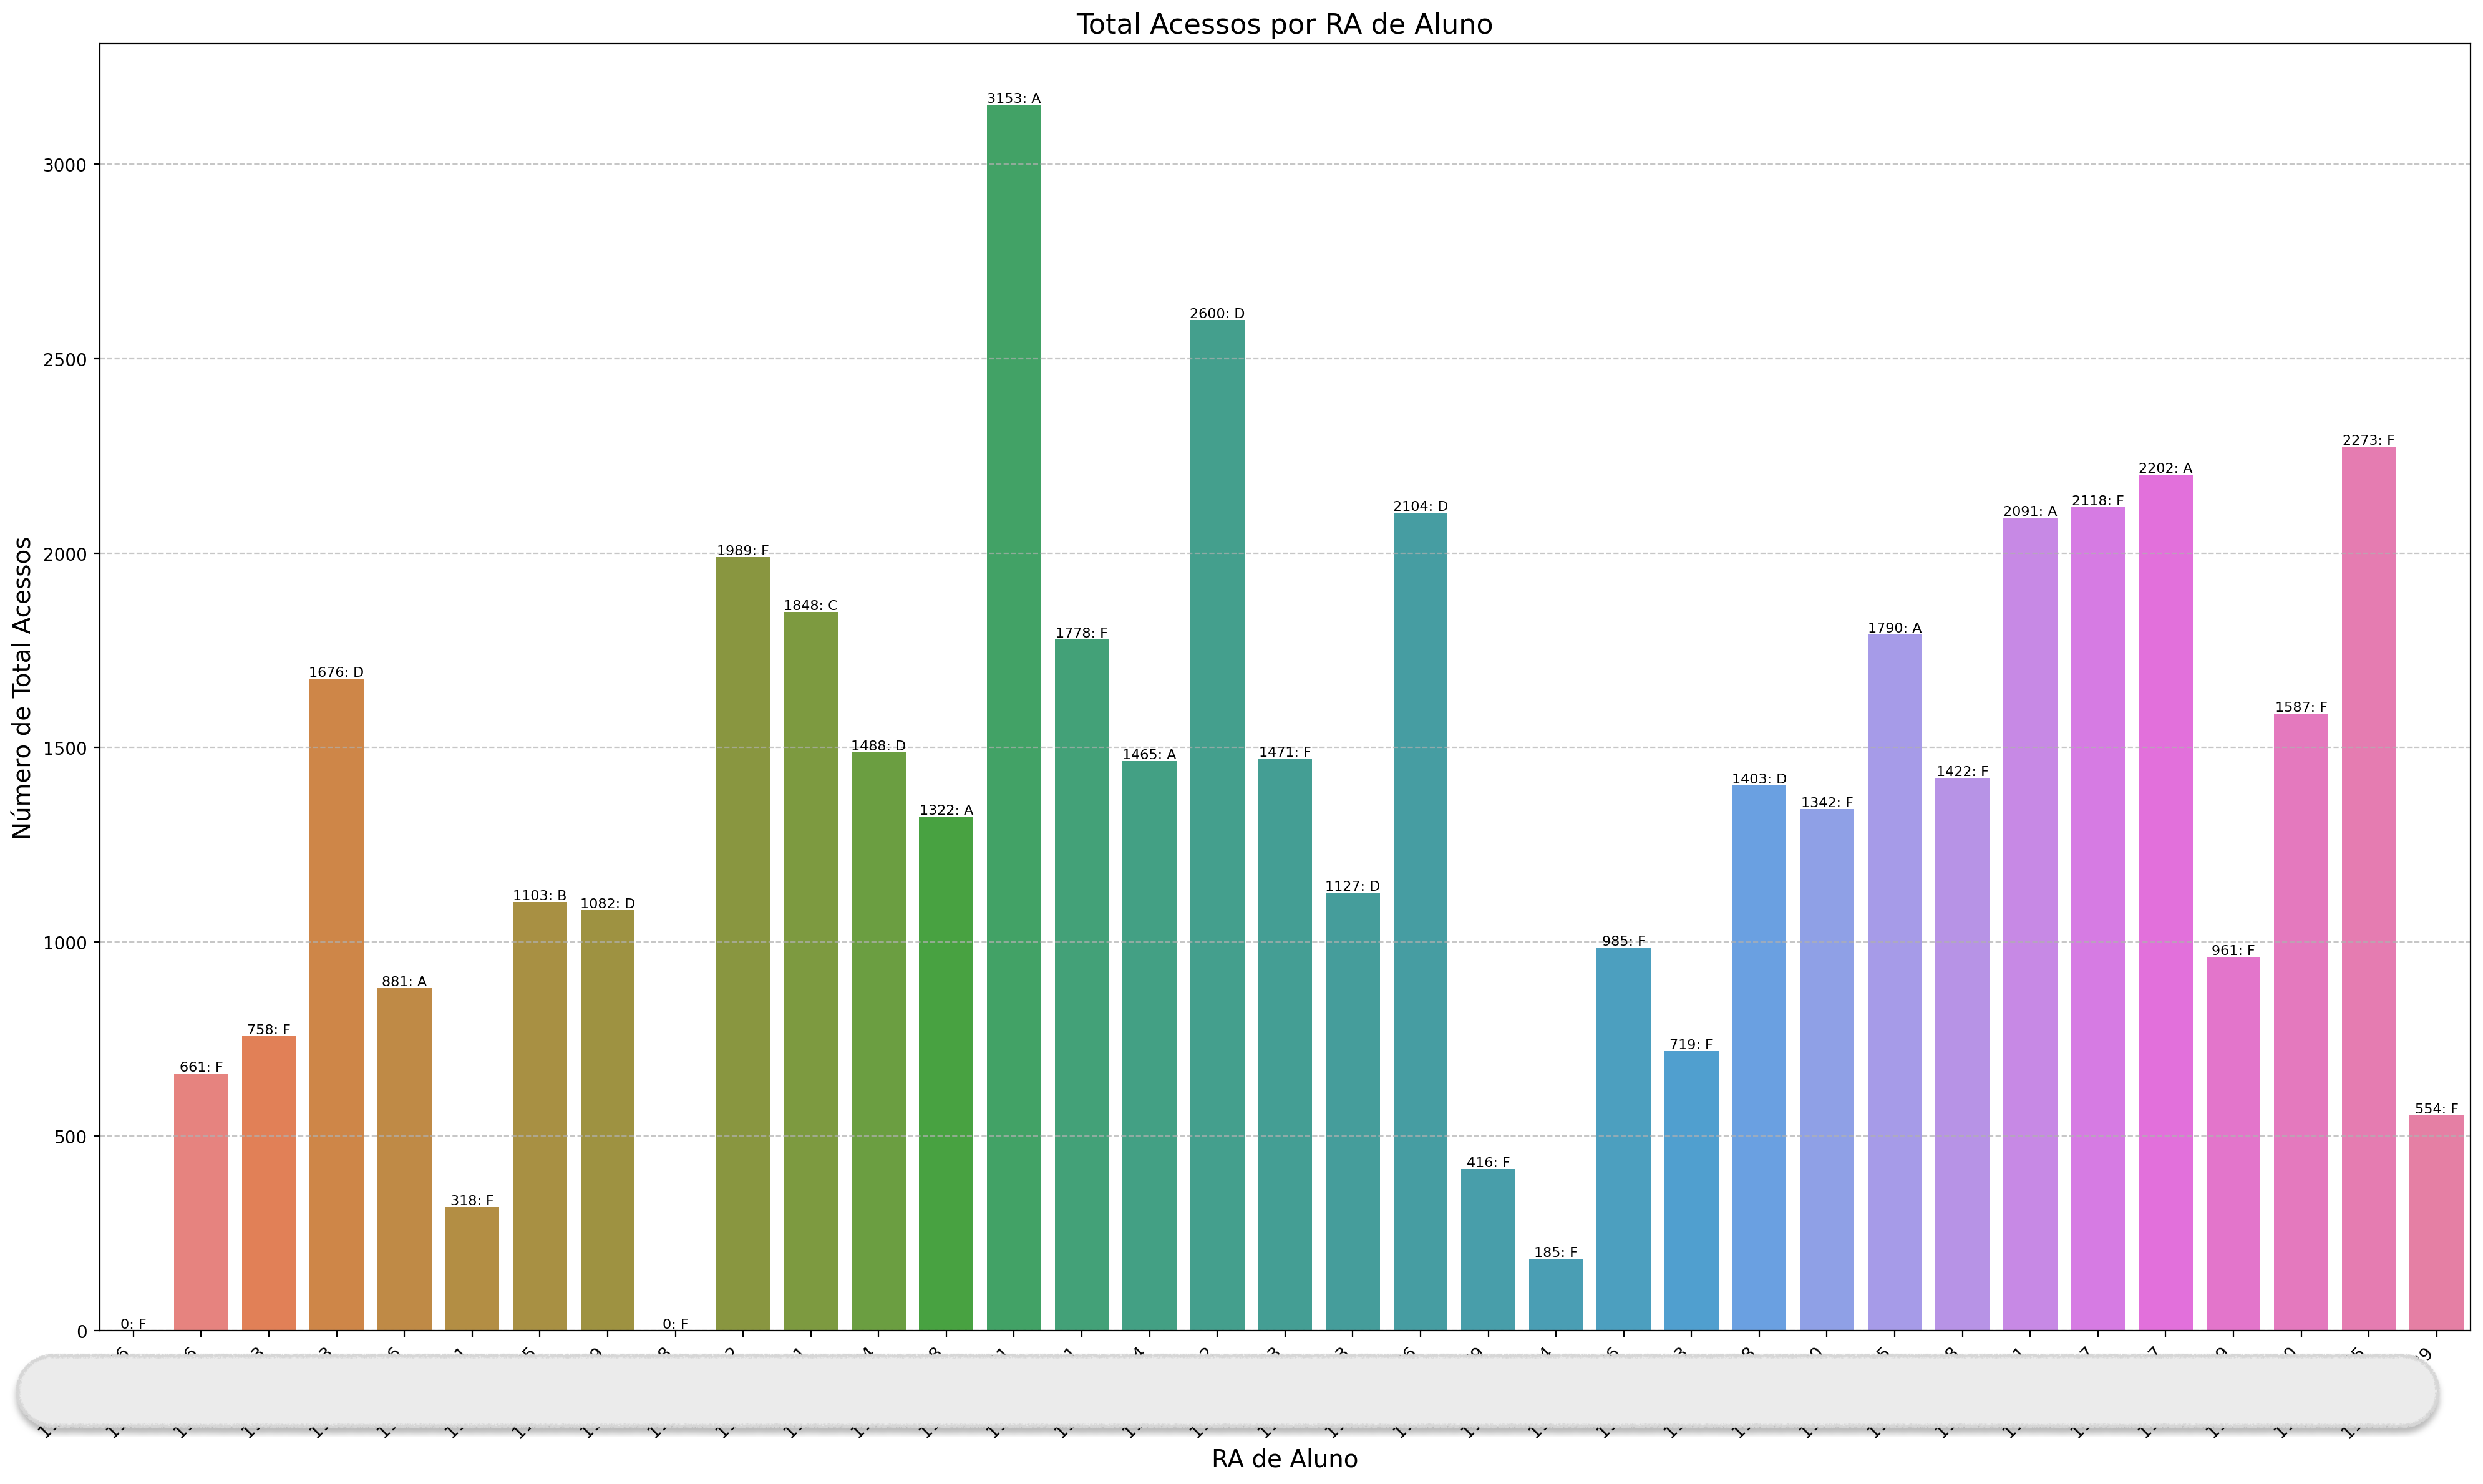 Total Acessos por RA de Aluno
Número de Total Acessos
3000
2500
2000
1500
1000
500
0
0: F
661: F
758: F
1676: D
881: A
318: F
1103: B
1082: D
0: F
1989: F
1848: C
1488: D
1322: A
3153: A
1778: F
1465: A
2600: D
1471: F
1127: D
2104: D
416: F
185: F
985: F
719: F
1403: D
1342: F
1790: A
1422: F
2091: A
2118: F
2202: A
961: F
1587: F
2273: F
554: F
RA de Aluno